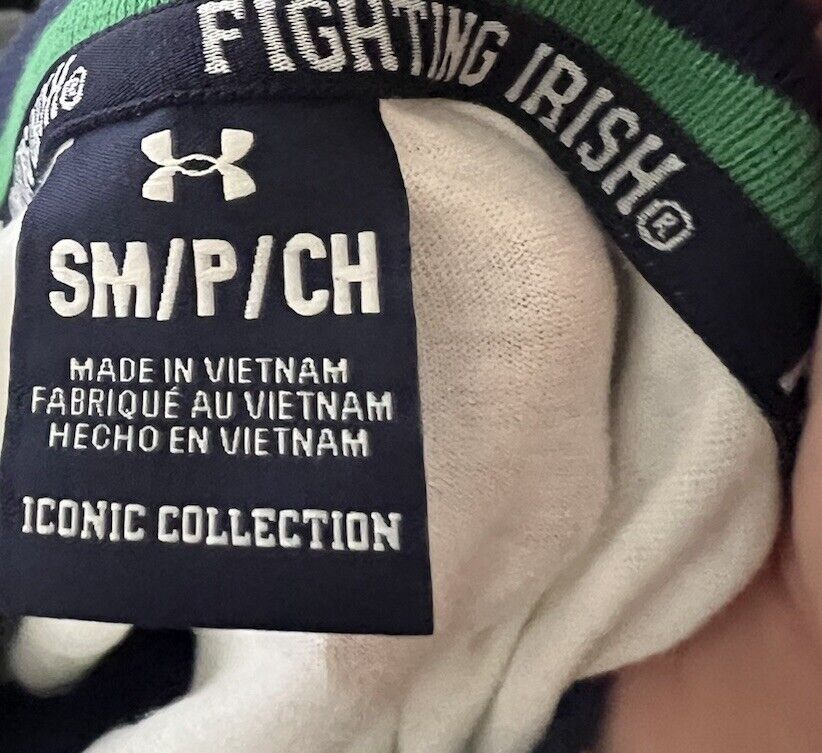 FIGHTING IRISH®
SM/P/CH
MADE IN VIETNAM
FABRIQUÉ AU VIETNAM
HECHO EN VIETNAM
ICONIC COLLECTION